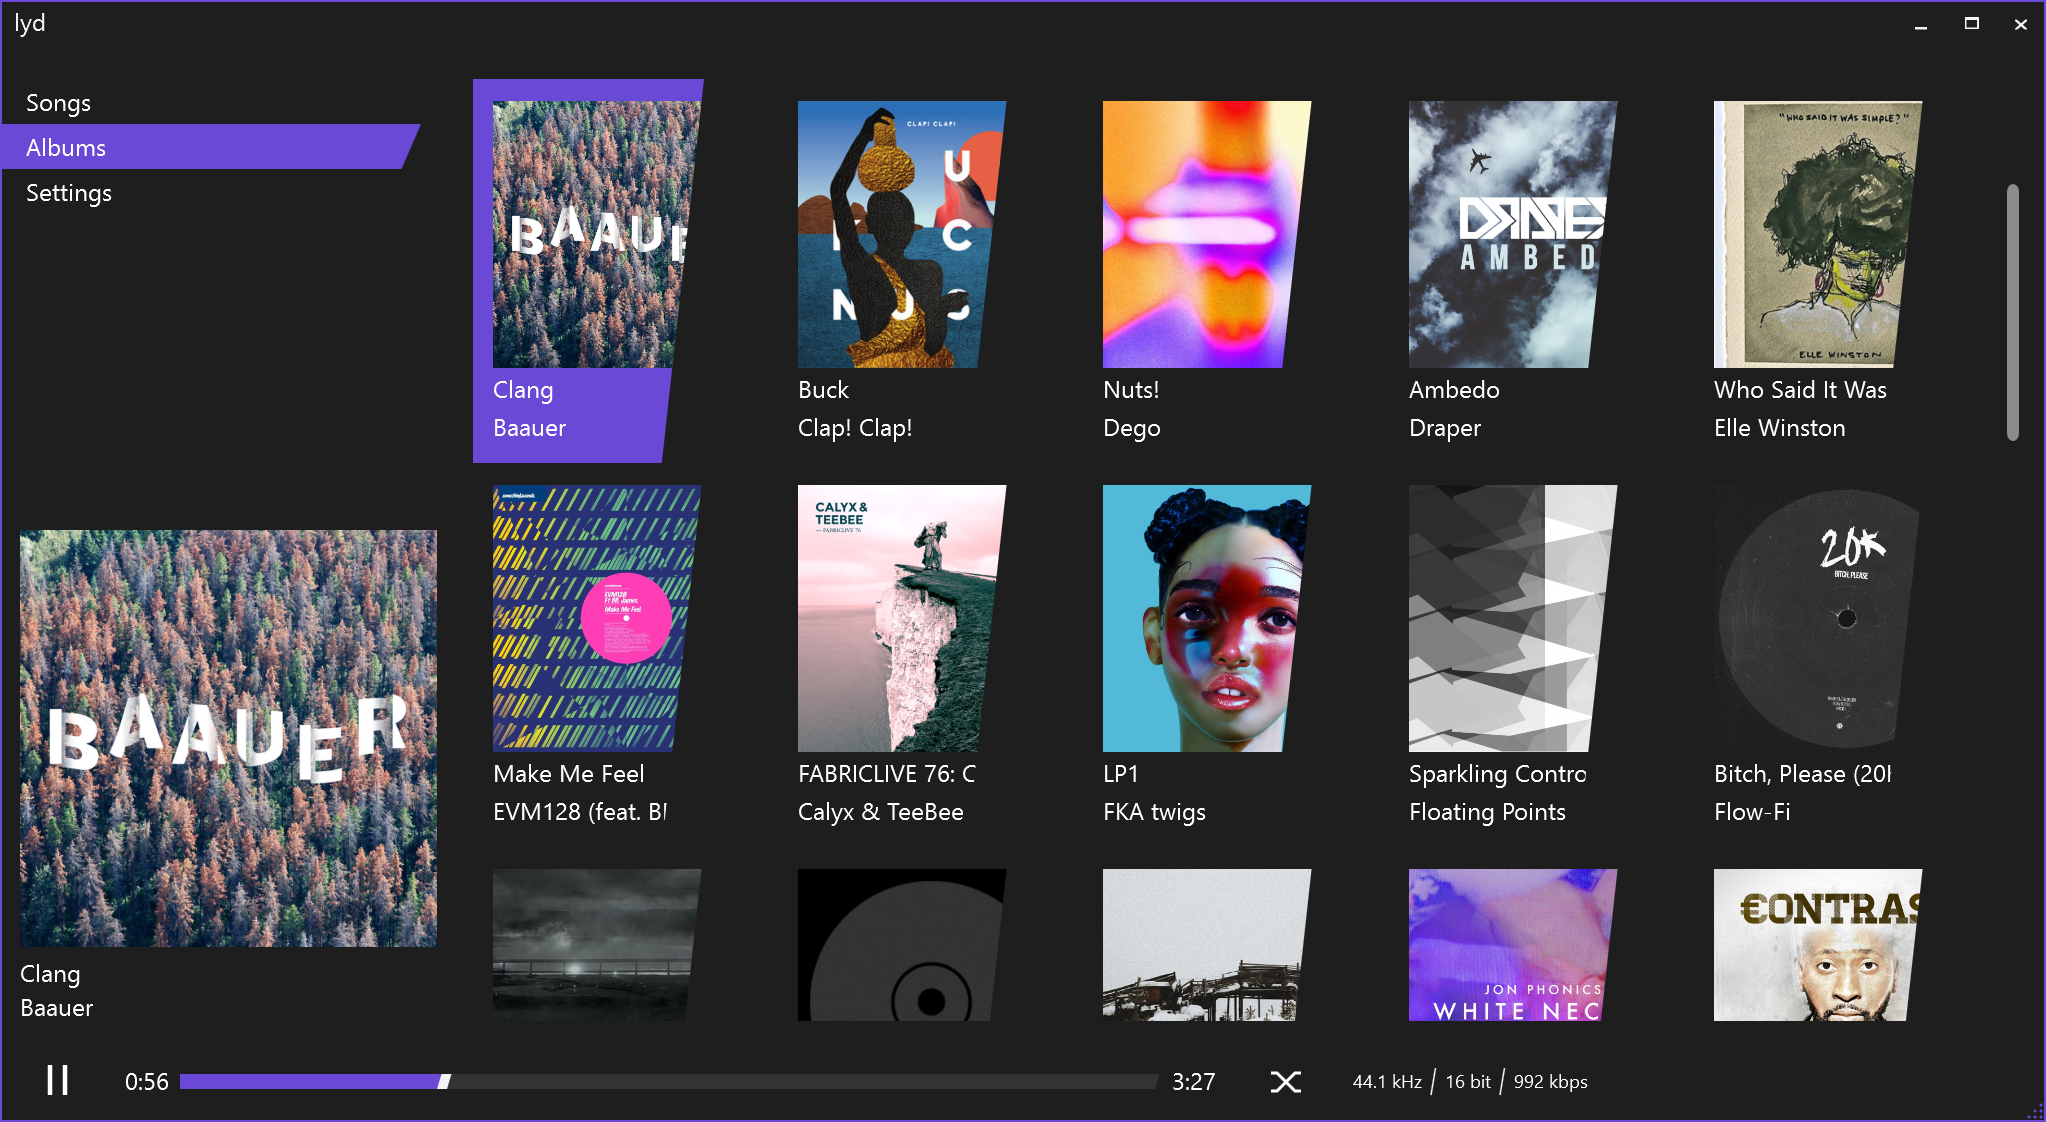 lyd
Songs
Albums
Settings
BAAUE
Clang
Baauer
CLAP! CLAP!
U
K C
N U S
Buck
Clap! Clap!
Nuts!
Dego
DRAPE
AMBED
Ambedo
Draper
"WHO SAID IT WAS SIMPLE?"
ELLE WINSTON
Who Said It Was
Elle Winston
EVM128
Make Me Feel
Make Me Feel
EVM128 (feat. B
CALYX &
TEEBEE
— FABRICLIVE 76
FABRICLIVE 76: C
Calyx & TeeBee
LP1
FKA twigs
Sparkling Contro
Floating Points
20K
BITCH, PLEASE
Bitch, Please (20
Flow-Fi
BAAUER
Clang
Baauer
JON PHONICS
WHITE NEC
€ONTRAS
0:56
3:27
44.1 kHz / 16 bit / 992 kbps